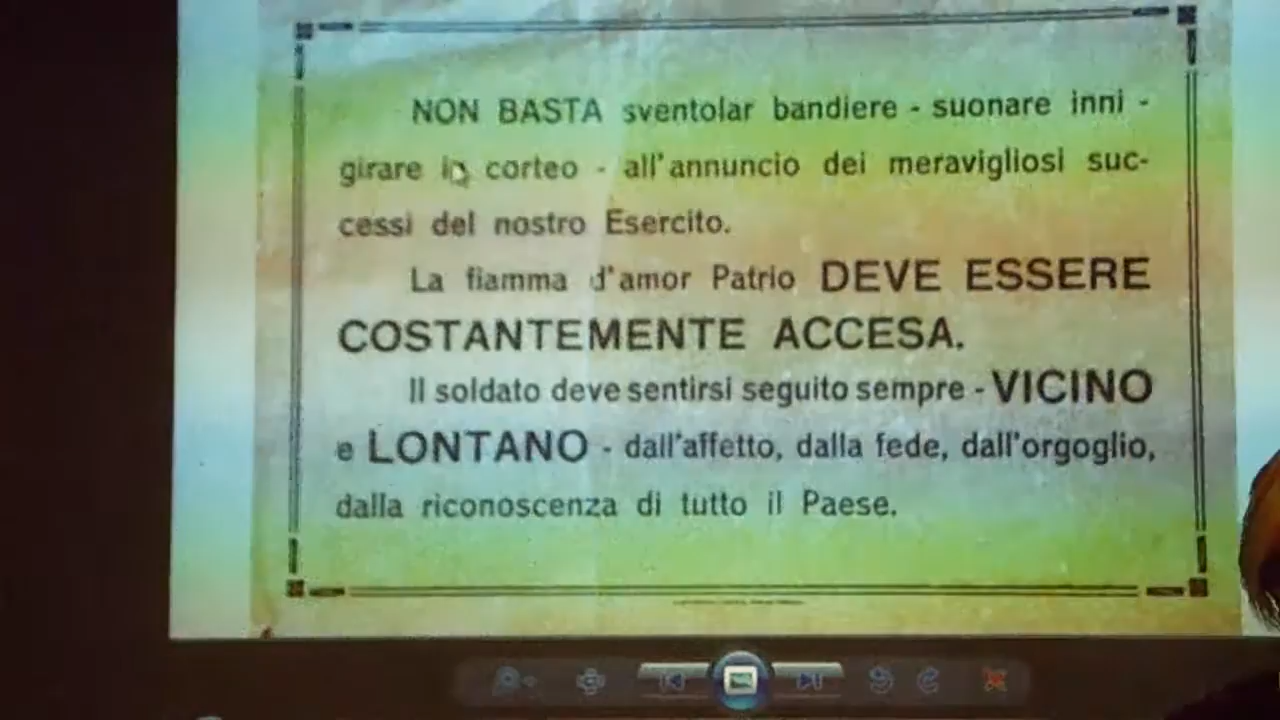 NON BASTA sventolar bandiere - suonare inni -
girare in corteo - all'annuncio dei meravigliosi suc-
cessi del nostro Esercito.
La fiamma d'amor Patrio DEVE ESSERE
COSTANTEMENTE ACCESA.
Il soldato deve sentirsi seguito sempre - VICINO
e LONTANO - dall'affetto, dalla fede, dall'orgoglio,
dalla riconoscenza di tutto il Paese.